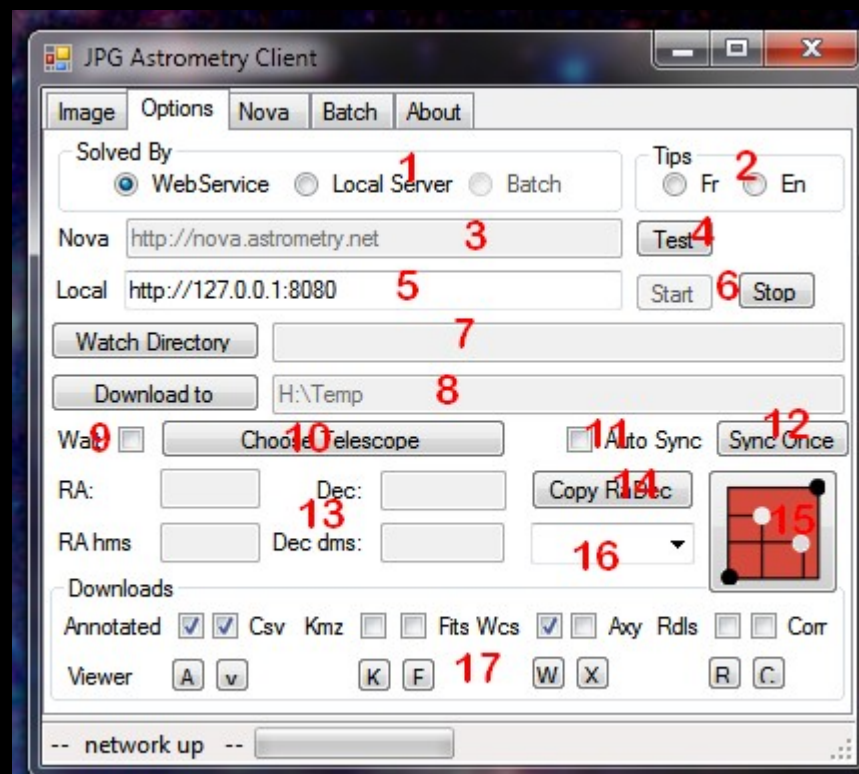 JPG Astrometry Client
Image Options Nova Batch About
Solved By 1 Tips 2
WebService Local Server Batch Fr En
Nova http://nova.astrometry.net 3 Test 4
Local http://127.0.0.1:8080 5 Start 6 Stop
Watch Directory 7
Download to H:\Temp 8
9 Choose Telescope 10 11 Auto Sync Sync Once 12
RA: Dec: 13 Copy RaDec 14 15
RA hms Dec dms: 16
Downloads
Annotated Csv Kmz Fits Wcs Axy Rdls Corr
Viewer A v K F 17 W X R C
-- network up --